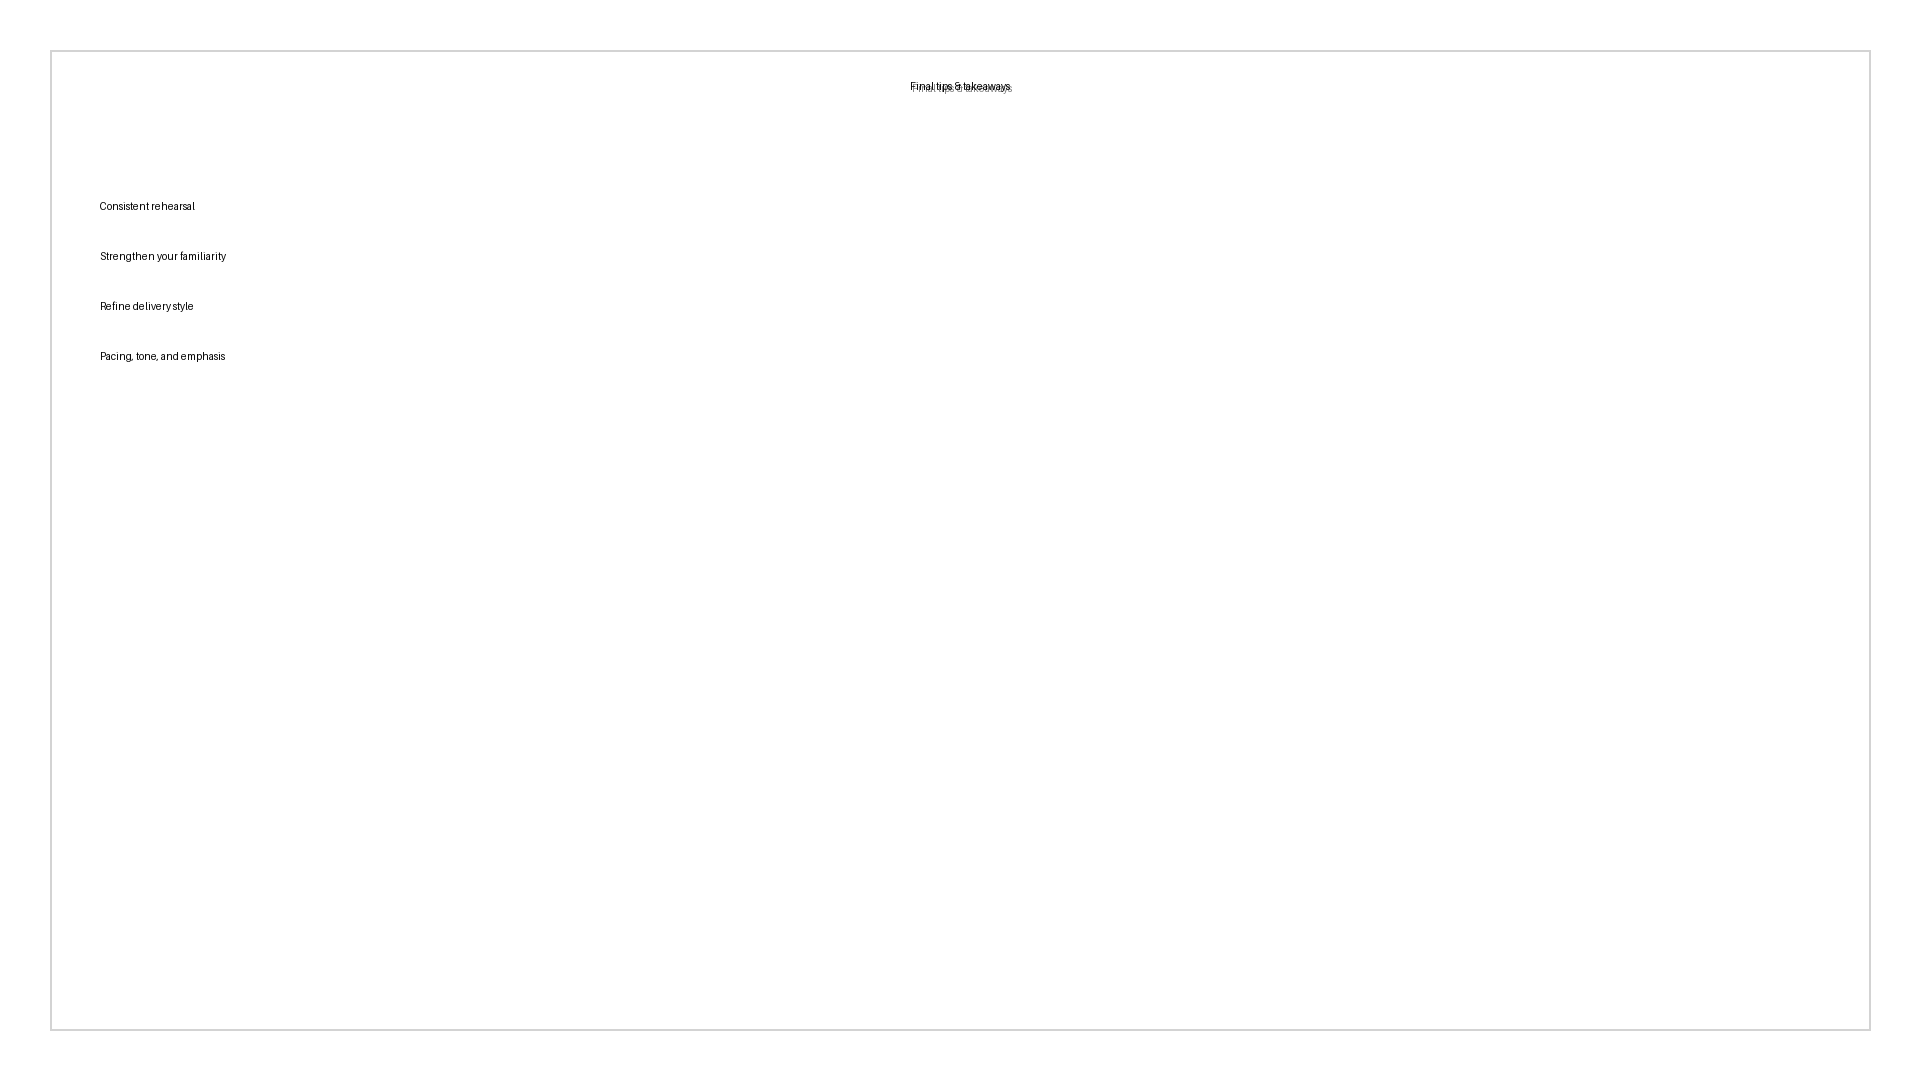 Final tips & takeaways
Consistent rehearsal
Strengthen your familiarity
Refine delivery style
Pacing, tone, and emphasis